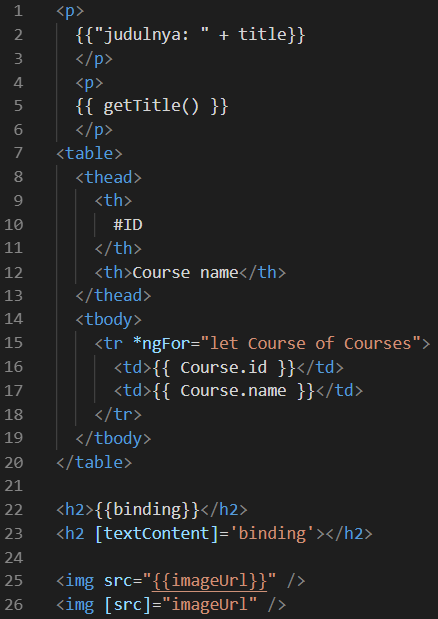 1 <p>
2 {{"judulnya: " + title}}
3 </p>
4 <p>
5 {{ getTitle() }}
6 </p>
7 <table>
8 <thead>
9 <th>
10 #ID
11 </th>
12 <th>Course name</th>
13 </thead>
14 <tbody>
15 <tr *ngFor="let Course of Courses">
16 <td>{{ Course.id }}</td>
17 <td>{{ Course.name }}</td>
18 </tr>
19 </tbody>
20 </table>
21
22 <h2>{{binding}}</h2>
23 <h2 [textContent]='binding'></h2>
24
25 <img src="{{imageUrl}}" />
26 <img [src]="imageUrl" />